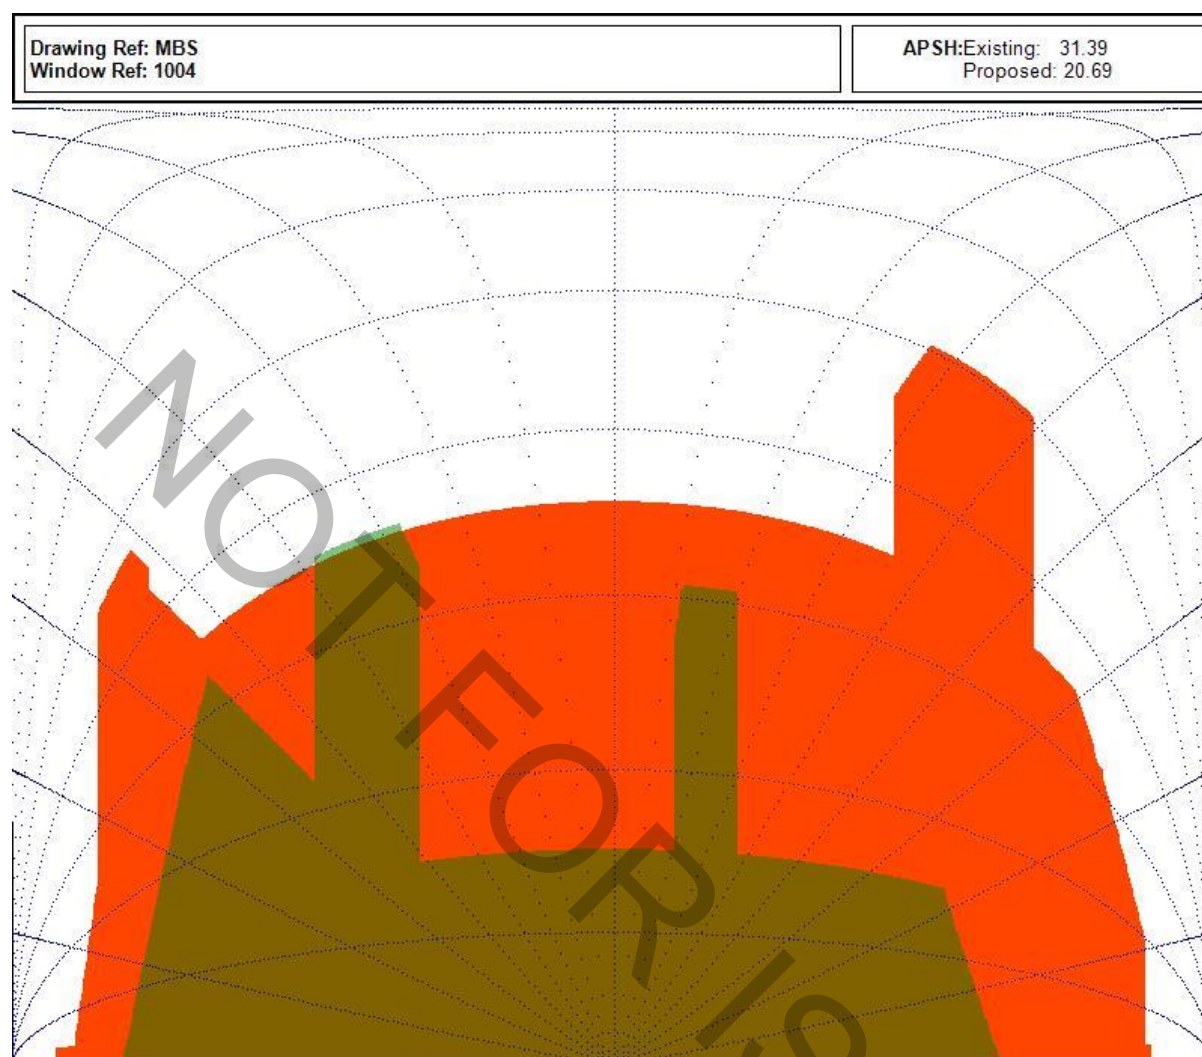 Drawing Ref: MBS
Window Ref: 1004
APSH:Existing: 31.39
Proposed: 20.69
NOT FOR